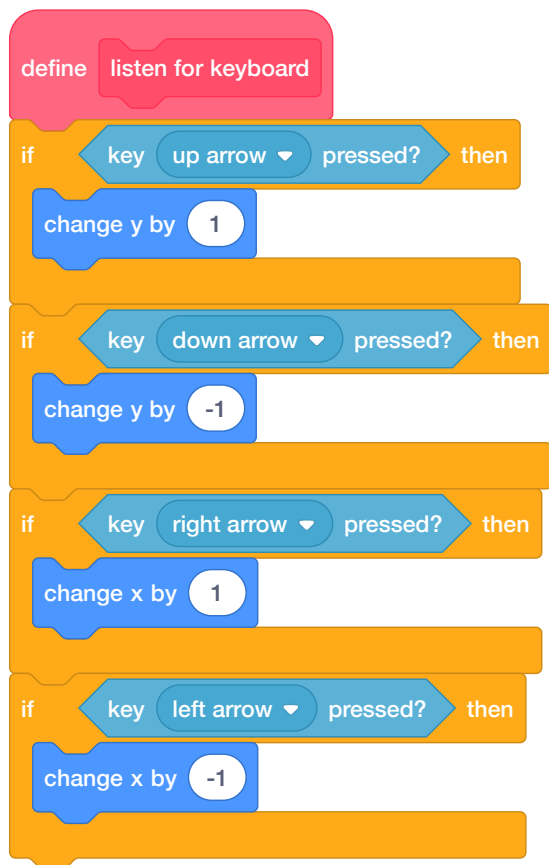 define listen for keyboard
if key up arrow pressed? then
change y by 1
if key down arrow pressed? then
change y by -1
if key right arrow pressed? then
change x by 1
if key left arrow pressed? then
change x by -1